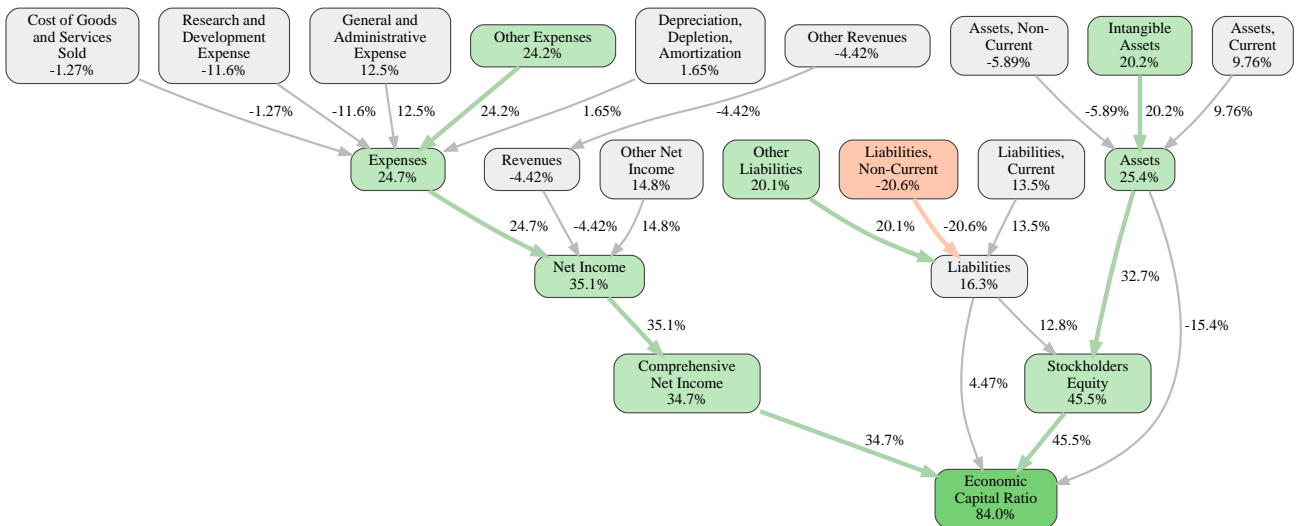 Cost of Goods
and Services
Sold
-1.27%
Research and
Development
Expense
-11.6%
General and
Administrative
Expense
12.5%
Other Expenses
24.2%
Depreciation,
Depletion,
Amortization
1.65%
Other Revenues
-4.42%
Assets, Non-
Current
-5.89%
Intangible
Assets
20.2%
Assets,
Current
9.76%
-1.27%
-11.6%
12.5%
24.2%
1.65%
-4.42%
-5.89%
20.2%
9.76%
Expenses
24.7%
Revenues
-4.42%
Other Net
Income
14.8%
Other
Liabilities
20.1%
Liabilities,
Non-Current
-20.6%
Liabilities,
Current
13.5%
Assets
25.4%
24.7%
-4.42%
14.8%
20.1%
-20.6%
13.5%
Net Income
35.1%
Liabilities
16.3%
32.7%
35.1%
12.8%
-15.4%
Comprehensive
Net Income
34.7%
4.47%
Stockholders
Equity
45.5%
34.7%
45.5%
Economic
Capital Ratio
84.0%